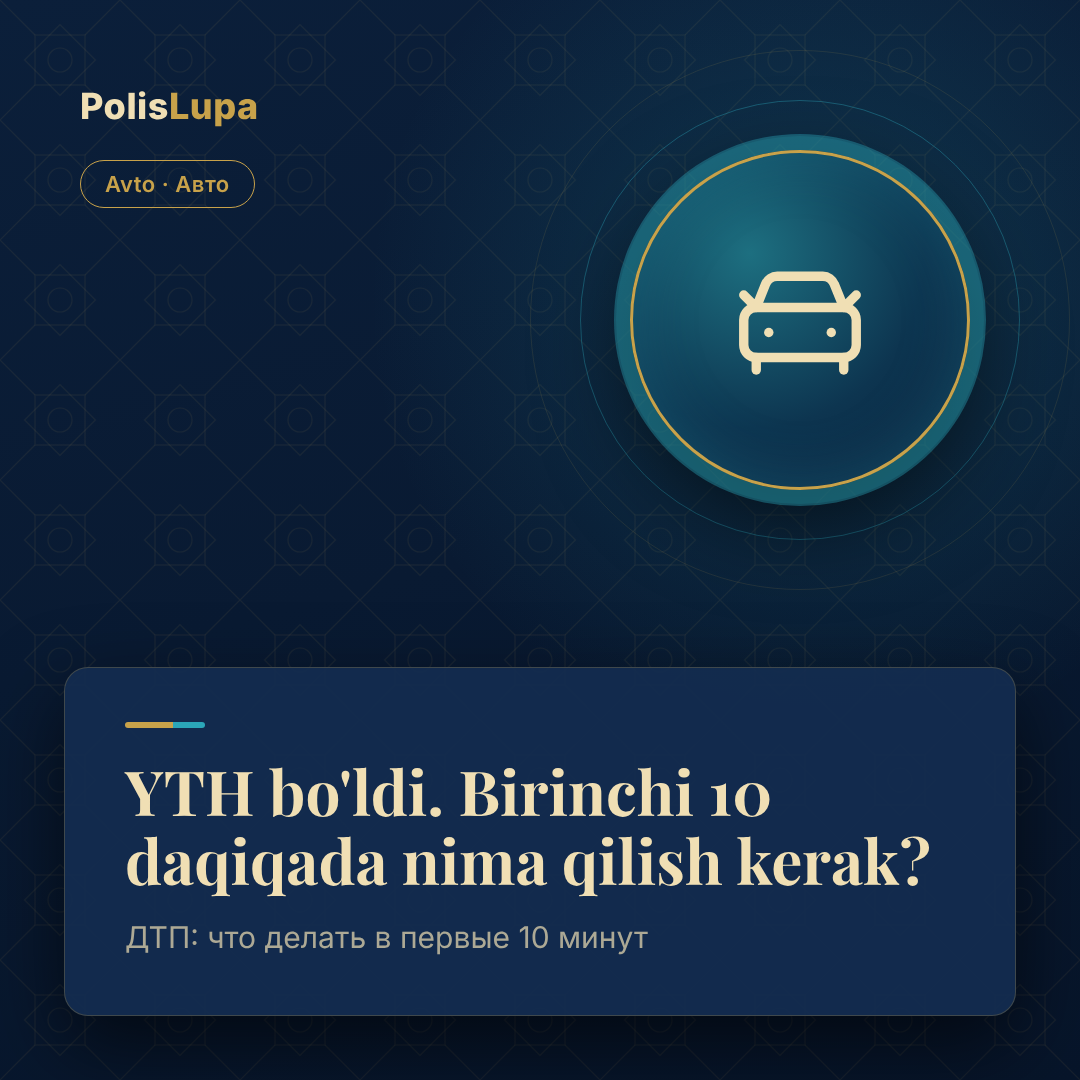 PolisLupa
Avto · Авто
YTH bo'ldi. Birinchi 10
daqiqada nima qilish kerak?
ДТП: что делать в первые 10 минут